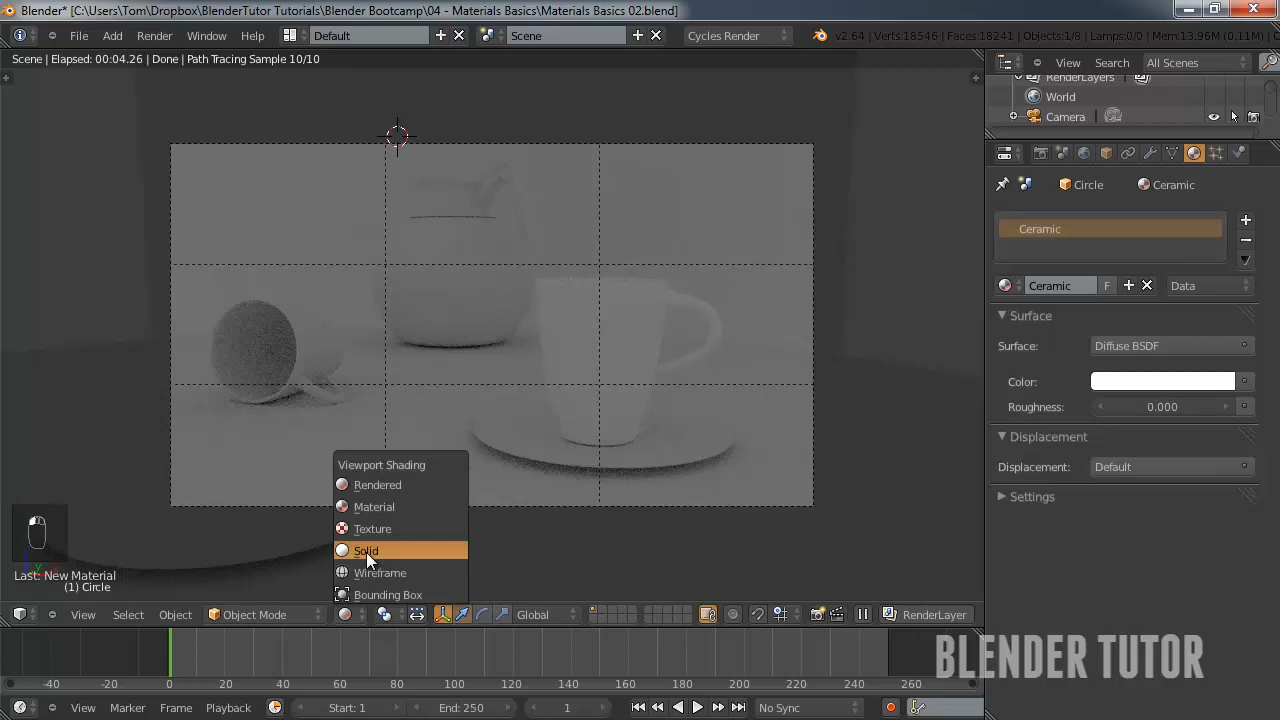 Blender* [C:\Users\Tom\Dropbox\BlenderTutor Tutorials\Blender Bootcamp\04 - Materials Basics\Materials Basics 02.blend]
File Add Render Window Help Default Scene Cycles Render v2.64 | Verts:18546 | Faces:18241 | Objects:1/8 | Lamps:0/0 | Mem:13.96M (0.11M) |
Scene | Elapsed: 00:04.26 | Done | Path Tracing Sample 10/10
View Search All Scenes
RenderLayers
World
Camera
Circle Ceramic
Ceramic
Ceramic F Data
Surface
Surface: Diffuse BSDF
Color:
Roughness: 0.000
Displacement
Displacement: Default
Settings
Viewport Shading
Rendered
Material
Texture
Solid
Wireframe
Bounding Box
Last: New Material
(1) Circle
View Select Object Object Mode Global RenderLayer
BLENDER TUTOR
-40 -20 0 20 40 60 80 100 120 140 160 180 200 220 240 260
View Marker Frame Playback Start: 1 End: 250 1 No Sync